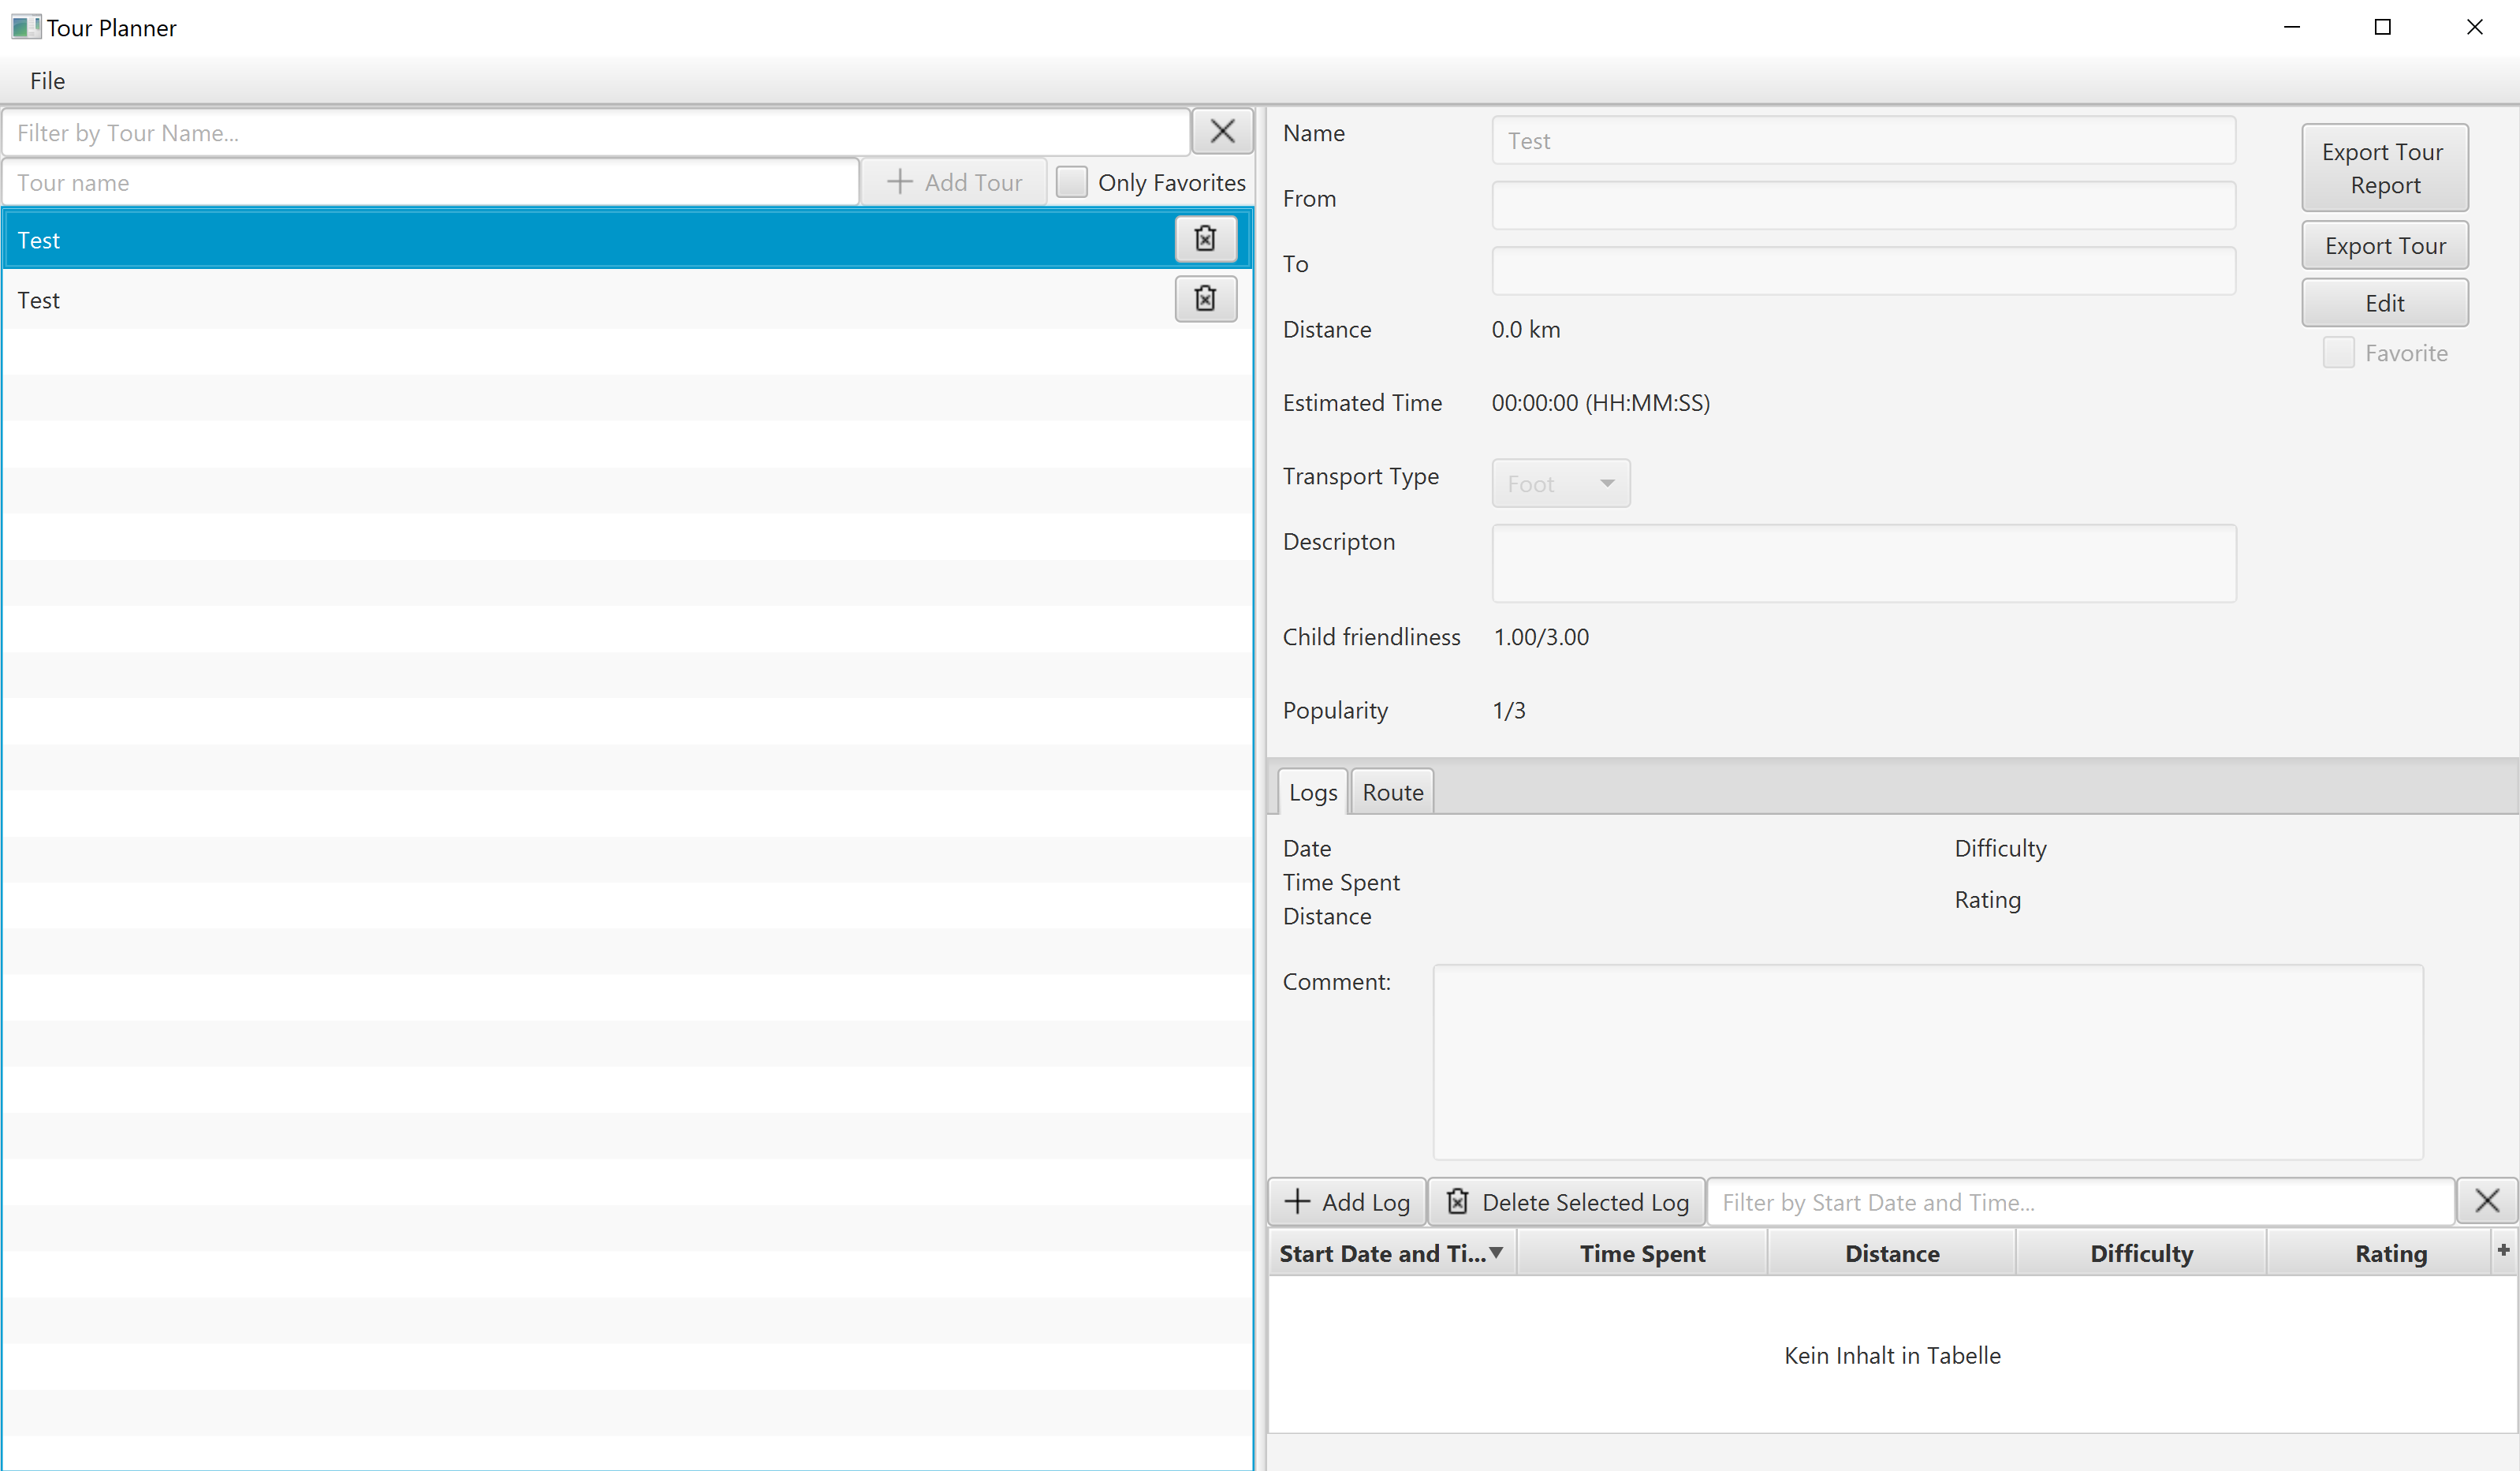 Tour Planner
File
Filter by Tour Name...
Tour name
Add Tour
Only Favorites
Test
Test
Name
Test
From
To
Distance
0.0 km
Estimated Time
00:00:00 (HH:MM:SS)
Transport Type
Foot
Descripton
Child friendliness
1.00/3.00
Popularity
1/3
Export Tour
Report
Export Tour
Edit
Favorite
Logs
Route
Date
Difficulty
Time Spent
Rating
Distance
Comment:
Add Log
Delete Selected Log
Filter by Start Date and Time...
Start Date and Ti...
Time Spent
Distance
Difficulty
Rating
Kein Inhalt in Tabelle